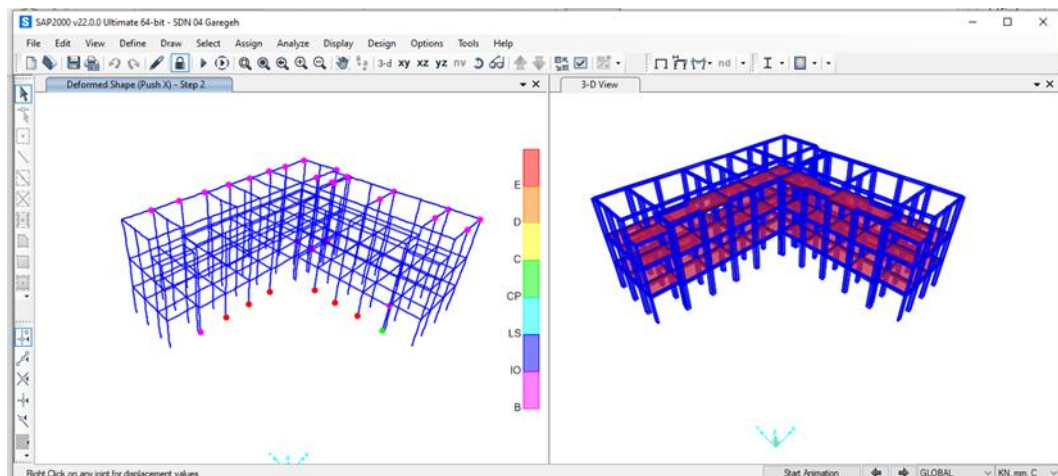 SAP2000 v22.0.0 Ultimate 64-bit - SDN 04 Garegeh
File Edit View Define Draw Select Assign Analyze Display Design Options Tools Help
3-d xy xz yz nv nd
Deformed Shape (Push X) - Step 2
3-D View
E
D
C
CP
LS
IO
B
Right Click on any joint for displacement values
Start Animation GLOBAL KN, mm, C